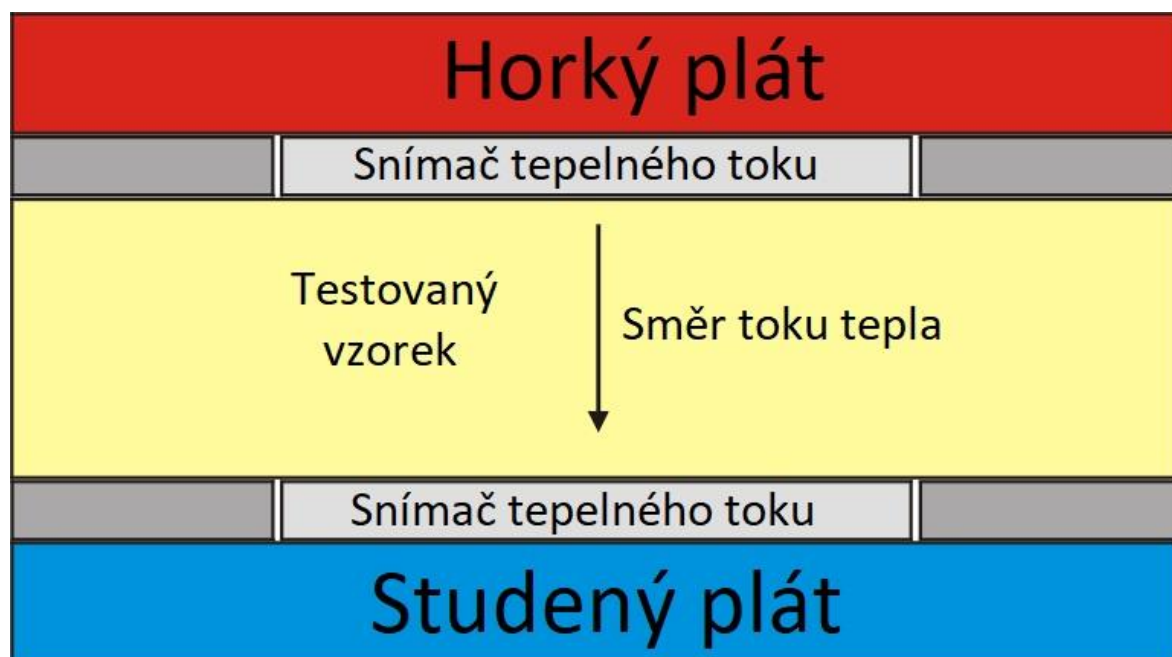 Horký plát
Snímač tepelného toku
Testovaný
vzorek
Směr toku tepla
Snímač tepelného toku
Studený plát